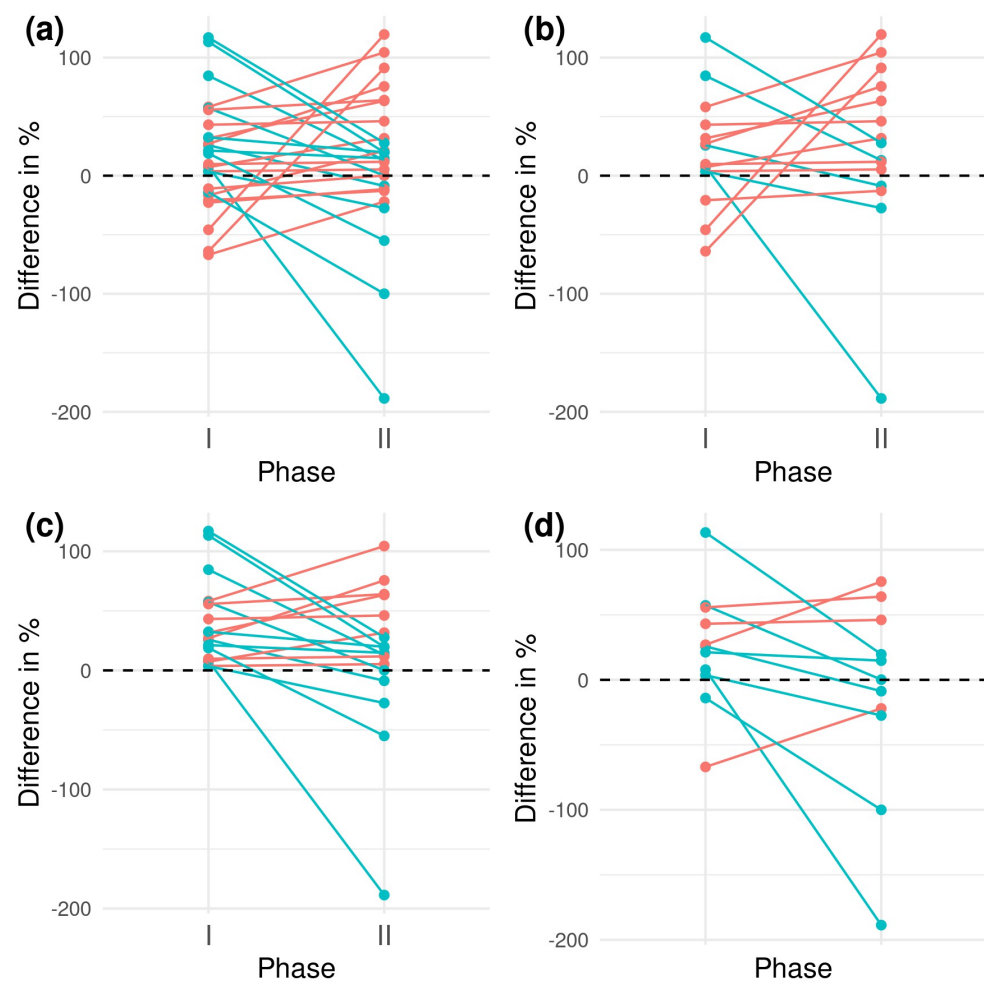 (a)
Difference in %
100
0
-100
-200
I
II
Phase
(b)
Difference in %
100
0
-100
-200
I
II
Phase
(c)
Difference in %
100
0
-100
-200
I
II
Phase
(d)
Difference in %
100
0
-100
-200
Phase